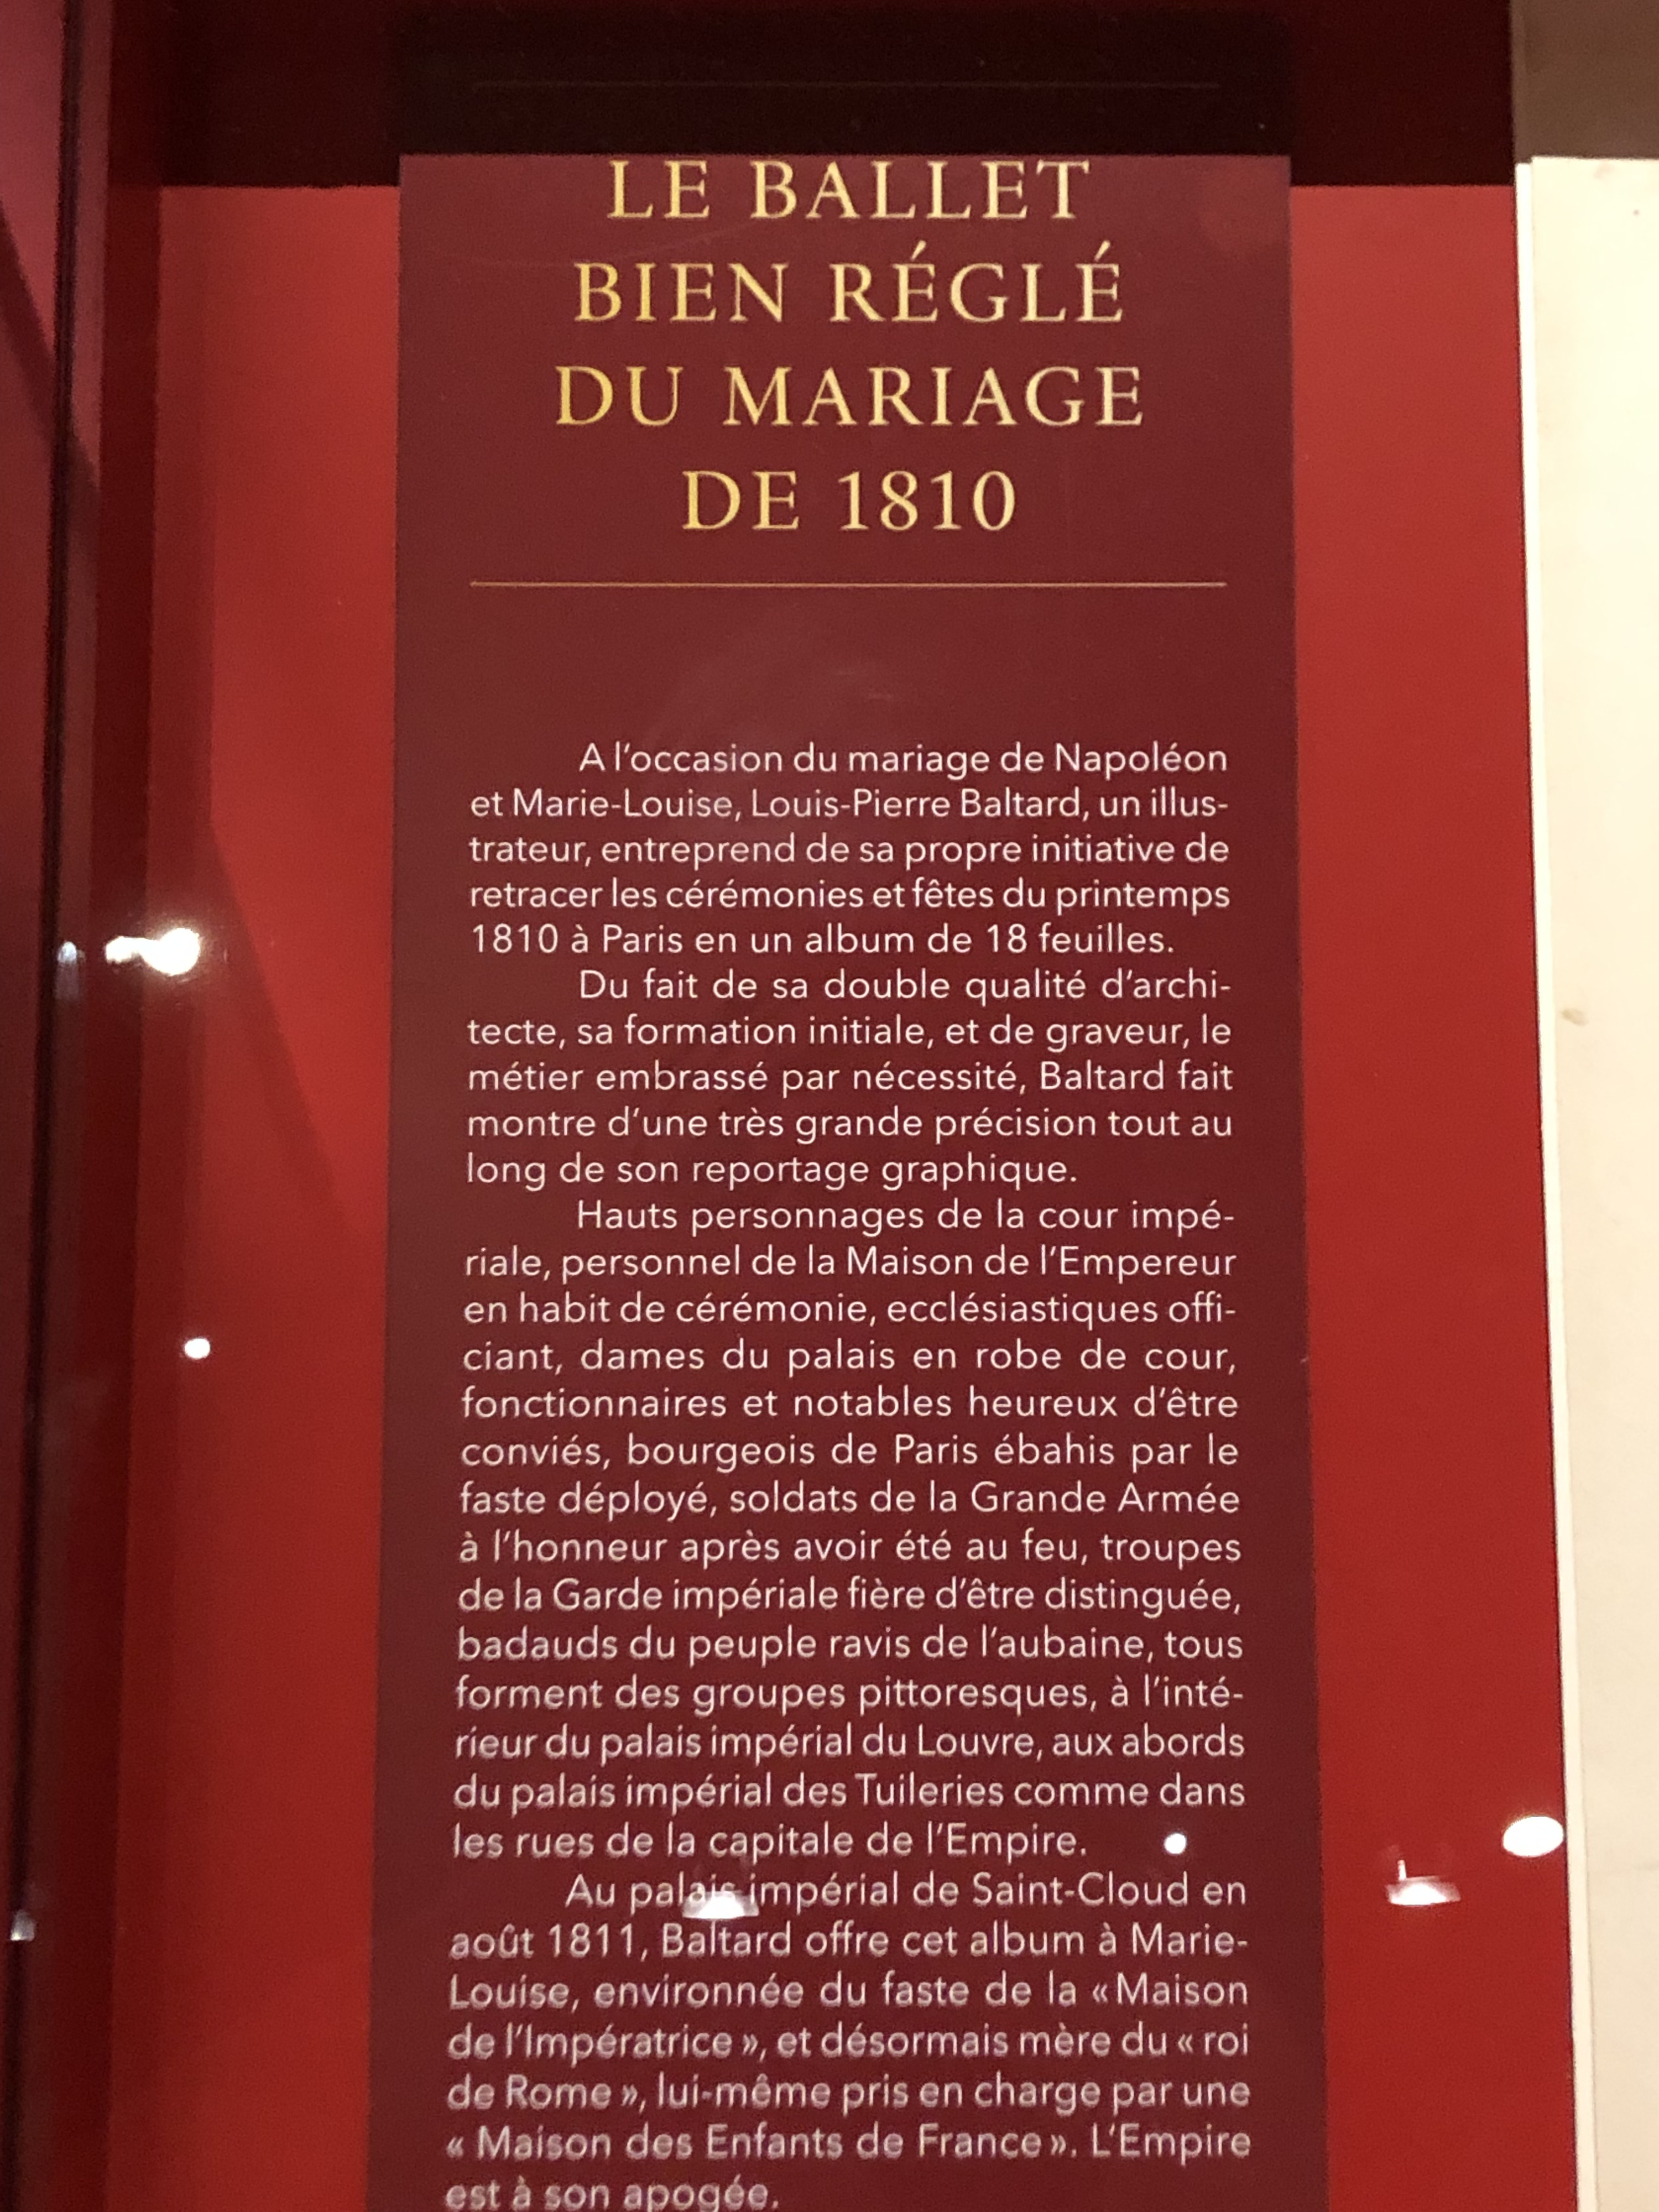 LE BALLET
BIEN RÉGLÉ
DU MARIAGE
DE 1810
A l'occasion du mariage de Napoléon
et Marie-Louise, Louis-Pierre Baltard, un illus-
trateur, entreprend de sa propre initiative de
retracer les cérémonies et fêtes du printemps
1810 à Paris en un album de 18 feuilles.
Du fait de sa double qualité d'archi-
tecte, sa formation initiale, et de graveur, le
métier embrassé par nécessité, Baltard fait
montre d'une très grande précision tout au
long de son reportage graphique.
Hauts personnages de la cour impé-
riale, personnel de la Maison de l'Empereur
en habit de cérémonie, ecclésiastiques offi-
ciant, dames du palais en robe de cour,
fonctionnaires et notables heureux d'être
conviés, bourgeois de Paris ébahis par le
faste déployé, soldats de la Grande Armée
à l'honneur après avoir été au feu, troupes
de la Garde impériale fière d'être distinguée,
badauds du peuple ravis de l'aubaine, tous
forment des groupes pittoresques, à l'inté-
rieur du palais impérial du Louvre, aux abords
du palais impérial des Tuileries comme dans
les rues de la capitale de l'Empire.
Au palais impérial de Saint-Cloud en
août 1811, Baltard offre cet album à Marie-
Louise, environnée du faste de la « Maison
de l'Impératrice », et désormais mère du « roi
de Rome », lui-même pris en charge par une
« Maison des Enfants de France ». L'Empire
est à son apogée.